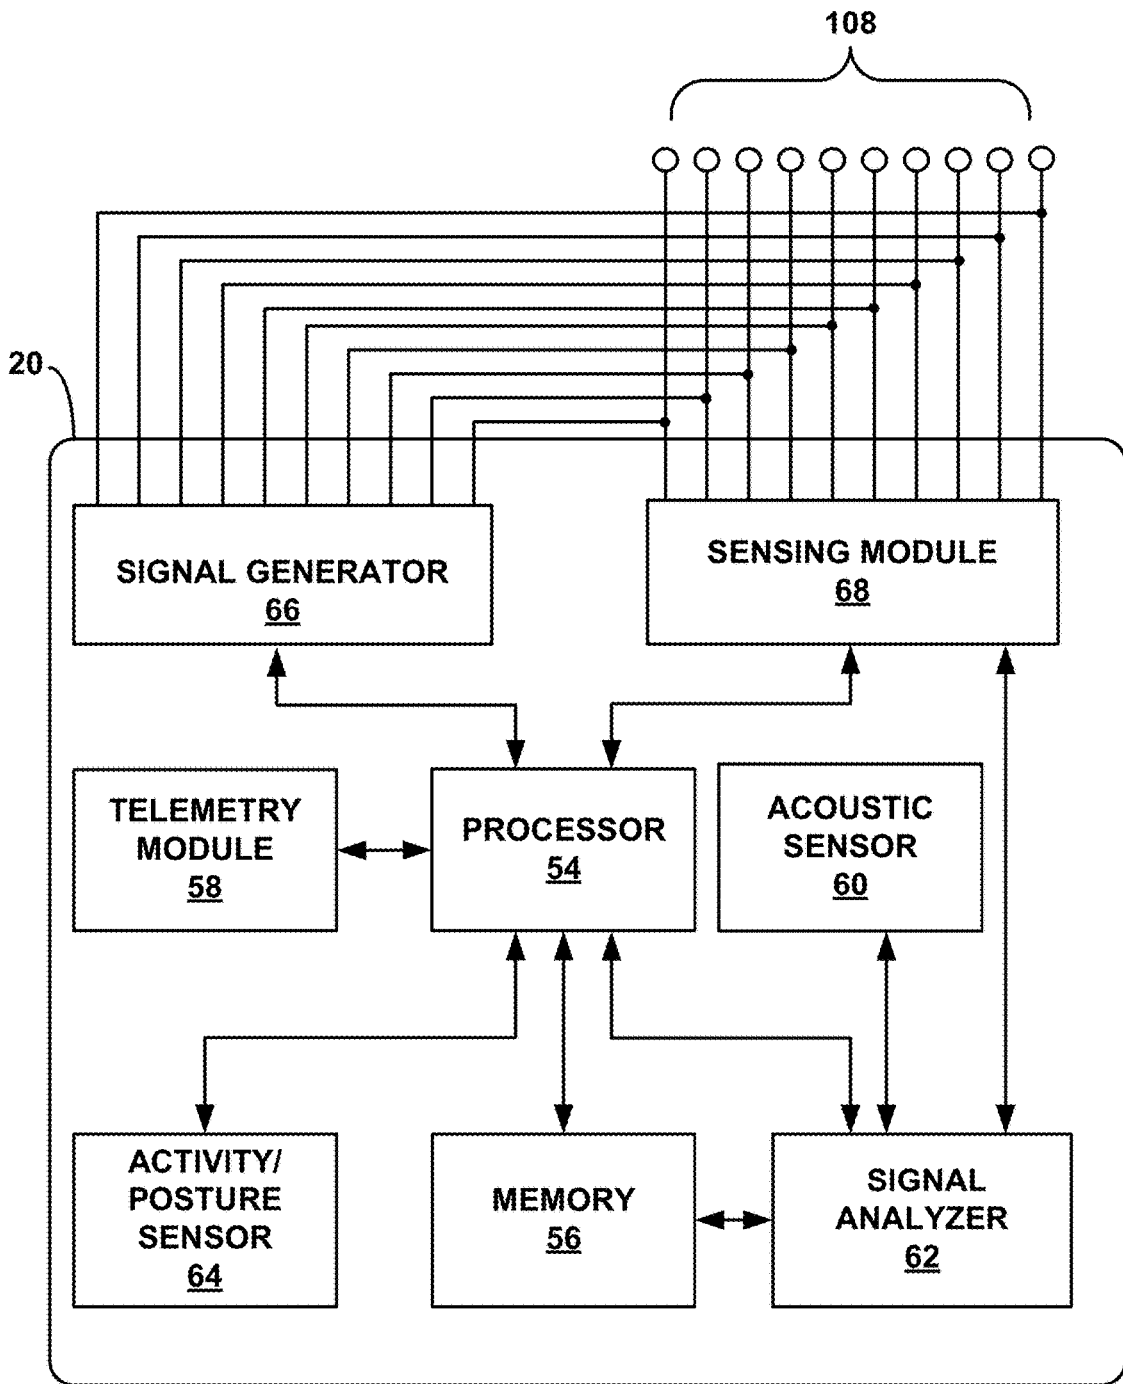 108
20
SIGNAL GENERATOR
66
SENSING MODULE
68
TELEMETRY
MODULE
58
PROCESSOR
54
ACOUSTIC
SENSOR
60
ACTIVITY/
POSTURE
SENSOR
64
MEMORY
56
SIGNAL
ANALYZER
62